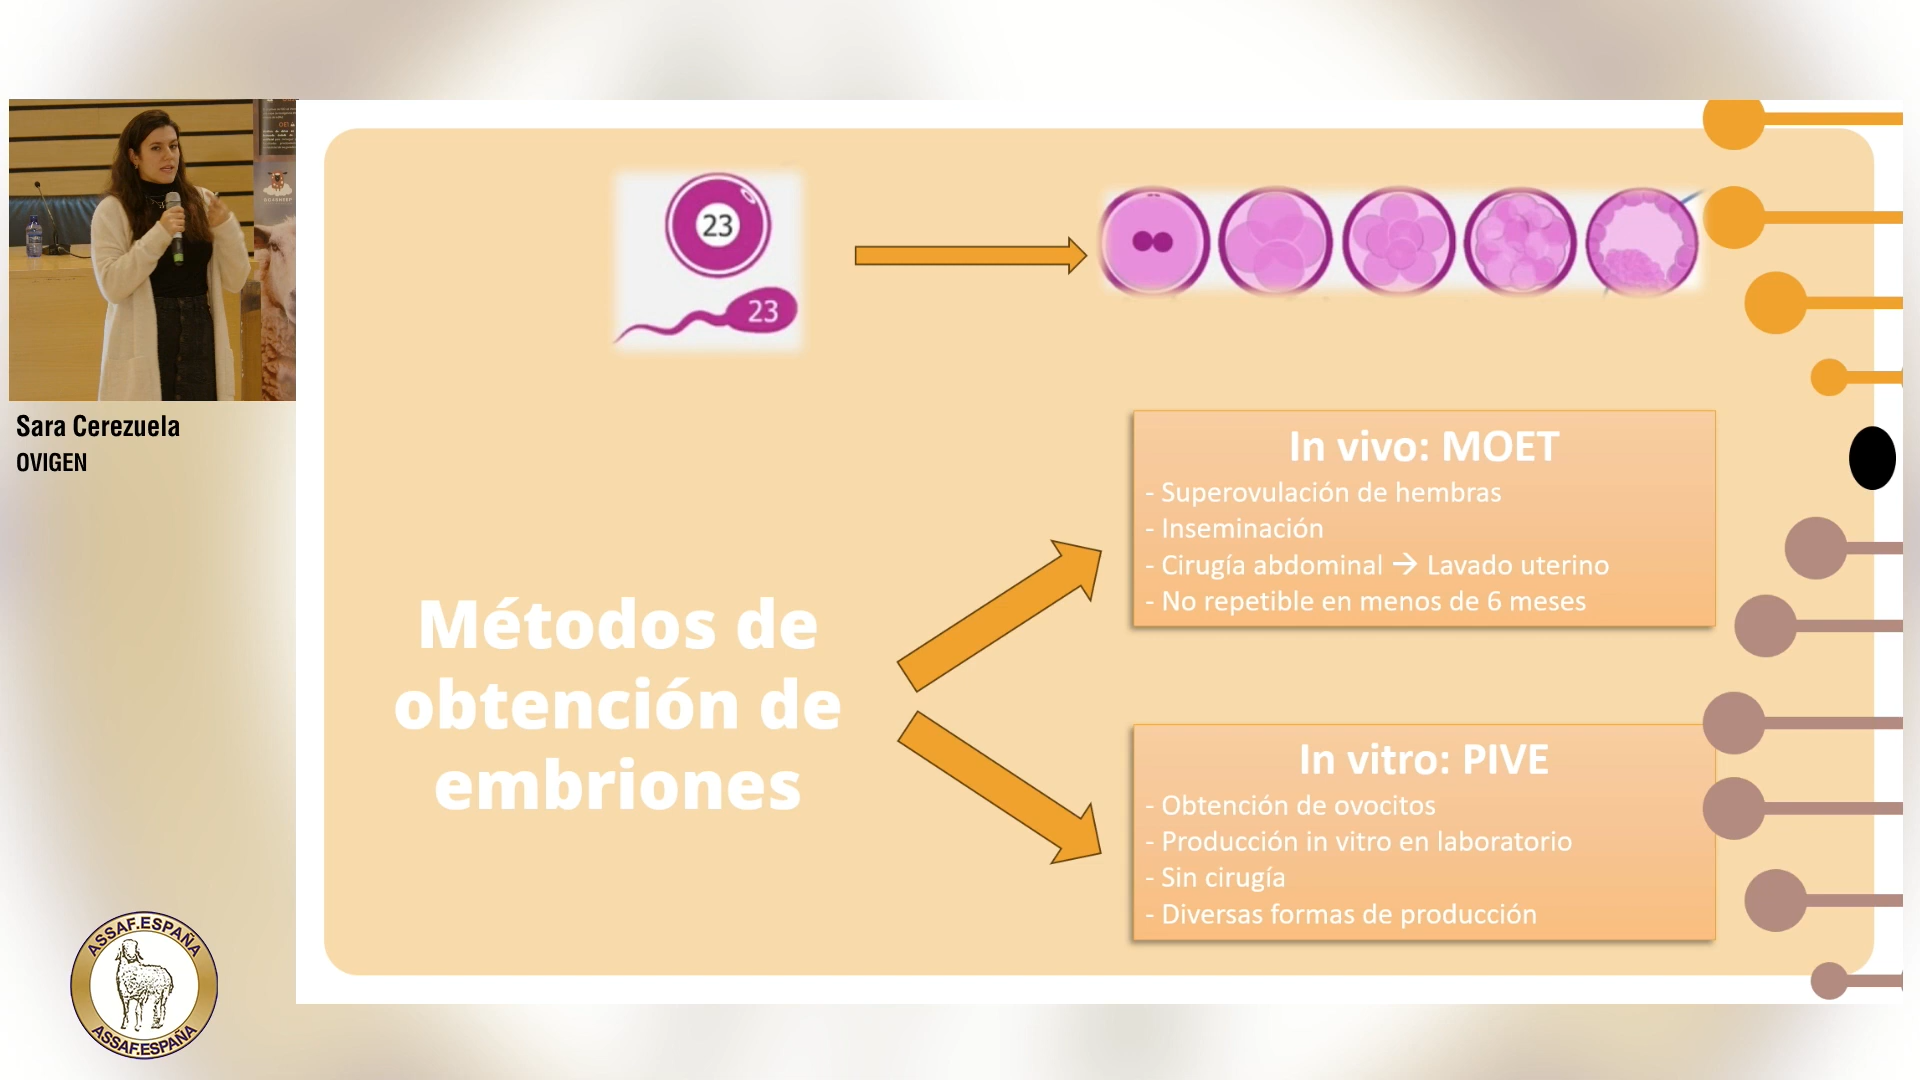 Sara Cerezuela
OVIGEN
ASSAF.ESPAÑA
ASSAF.ESPAÑA
23
23
Métodos de
obtención de
embriones
In vivo: MOET
- Superovulación de hembras
- Inseminación
- Cirugía abdominal → Lavado uterino
- No repetible en menos de 6 meses
In vitro: PIVE
- Obtención de ovocitos
- Producción in vitro en laboratorio
- Sin cirugía
- Diversas formas de producción